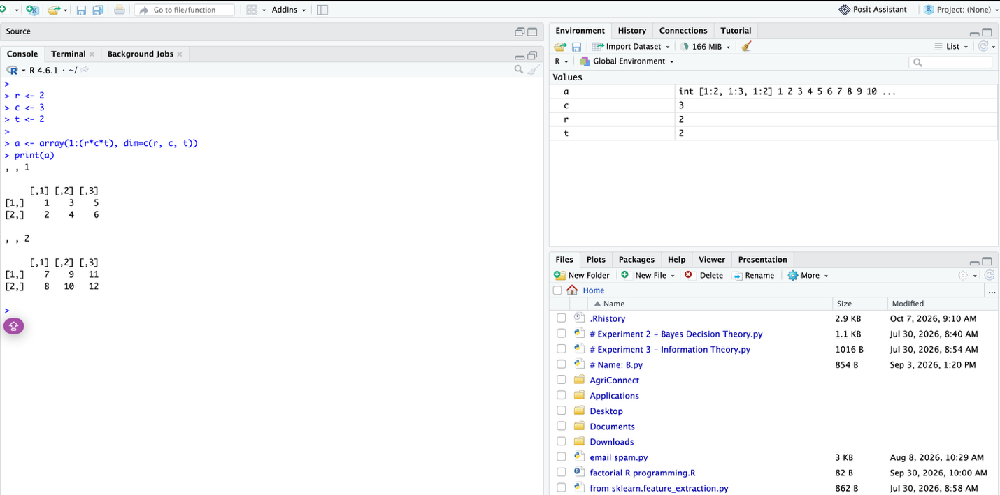 Go to file/function
Addins
Posit Assistant
Project: (None)
Source
Console Terminal Background Jobs
R 4.6.1 · ~/
>
> r <- 2
> c <- 3
> t <- 2
>
> a <- array(1:(r*c*t), dim=c(r, c, t))
> print(a)
, , 1
[,1] [,2] [,3]
[1,] 1 3 5
[2,] 2 4 6
, , 2
[,1] [,2] [,3]
[1,] 7 9 11
[2,] 8 10 12
>
Environment History Connections Tutorial
Import Dataset 166 MiB List
R Global Environment
Values
a int [1:2, 1:3, 1:2] 1 2 3 4 5 6 7 8 9 10 ...
c 3
r 2
t 2
Files Plots Packages Help Viewer Presentation
New Folder New File Delete Rename More
Home ...
Name Size Modified
.Rhistory 2.9 KB Oct 7, 2026, 9:10 AM
# Experiment 2 - Bayes Decision Theory.py 1.1 KB Jul 30, 2026, 8:40 AM
# Experiment 3 - Information Theory.py 1016 B Jul 30, 2026, 8:54 AM
# Name: B.py 854 B Sep 3, 2026, 1:20 PM
AgriConnect
Applications
Desktop
Documents
Downloads
email spam.py 3 KB Aug 8, 2026, 10:29 AM
factorial R programming.R 82 B Sep 30, 2026, 10:00 AM
from sklearn.feature_extraction.py 862 B Jul 30, 2026, 8:58 AM